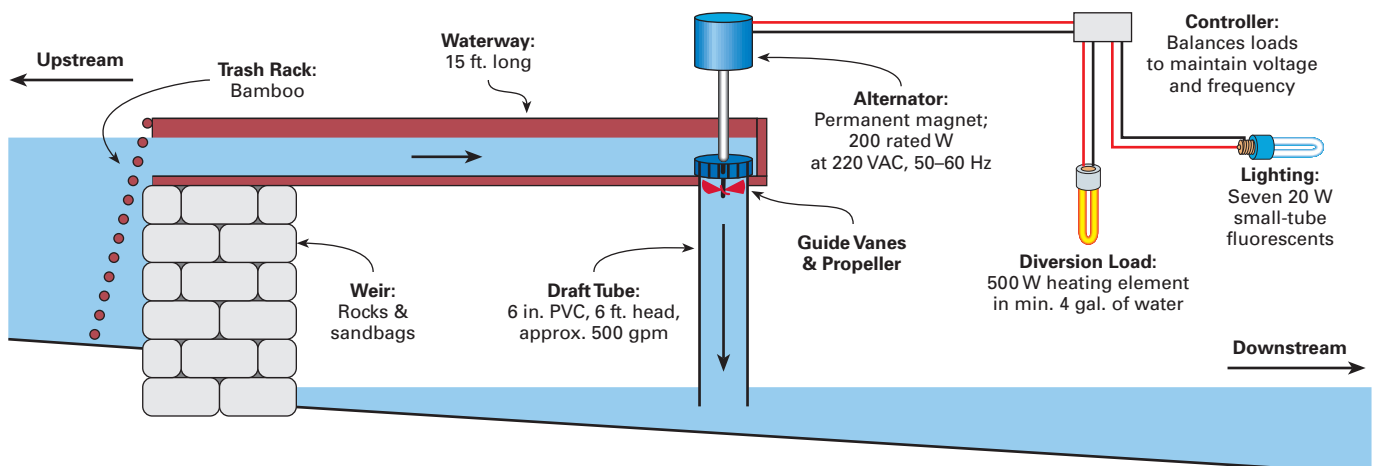 Upstream
Trash Rack:
Bamboo
Waterway:
15 ft. long
Alternator:
Permanent magnet;
200 rated W
at 220 VAC, 50–60 Hz
Controller:
Balances loads
to maintain voltage
and frequency
Lighting:
Seven 20 W
small-tube
fluorescents
Guide Vanes
& Propeller
Diversion Load:
500 W heating element
in min. 4 gal. of water
Weir:
Rocks &
sandbags
Draft Tube:
6 in. PVC, 6 ft. head,
approx. 500 gpm
Downstream